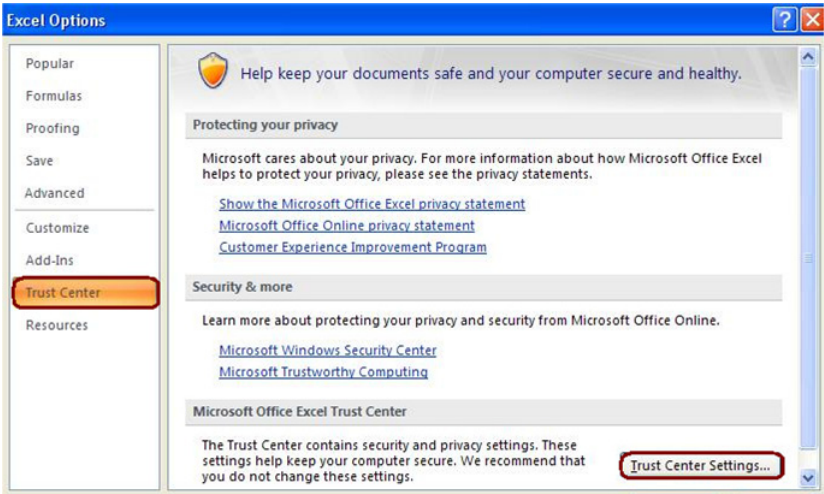 Excel Options
Popular
Formulas
Proofing
Save
Advanced
Customize
Add-Ins
Trust Center
Resources
Help keep your documents safe and your computer secure and healthy.
Protecting your privacy
Microsoft cares about your privacy. For more information about how Microsoft Office Excel
helps to protect your privacy, please see the privacy statements.
Show the Microsoft Office Excel privacy statement
Microsoft Office Online privacy statement
Customer Experience Improvement Program
Security & more
Learn more about protecting your privacy and security from Microsoft Office Online.
Microsoft Windows Security Center
Microsoft Trustworthy Computing
Microsoft Office Excel Trust Center
The Trust Center contains security and privacy settings. These
settings help keep your computer secure. We recommend that
you do not change these settings.
Trust Center Settings...